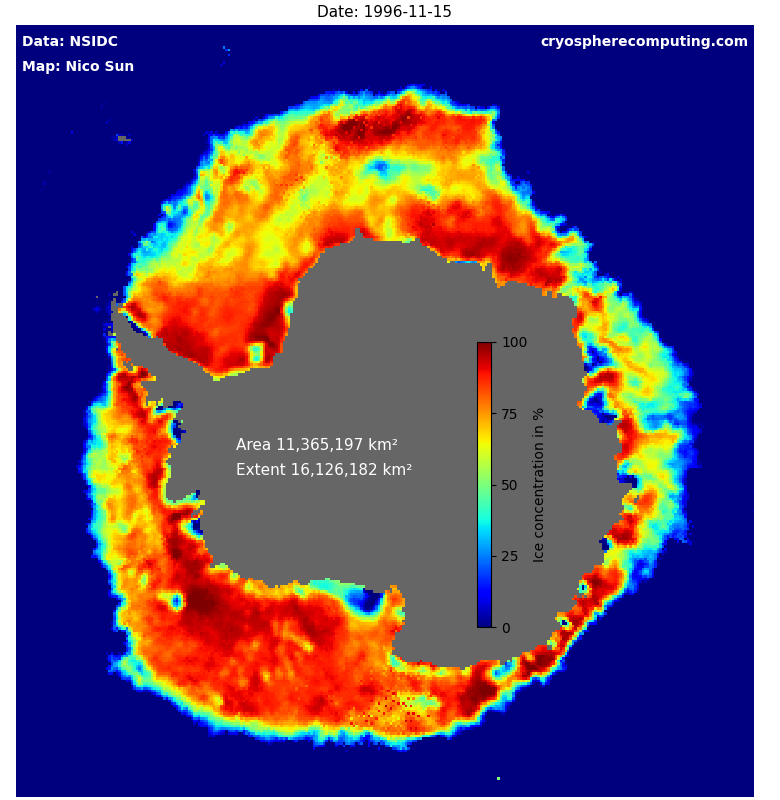 Date: 1996-11-15
Data: NSIDC
cryospherecomputing.com
Map: Nico Sun
Area 11,365,197 km²
Extent 16,126,182 km²
100
75
50
25
0
Ice concentration in %